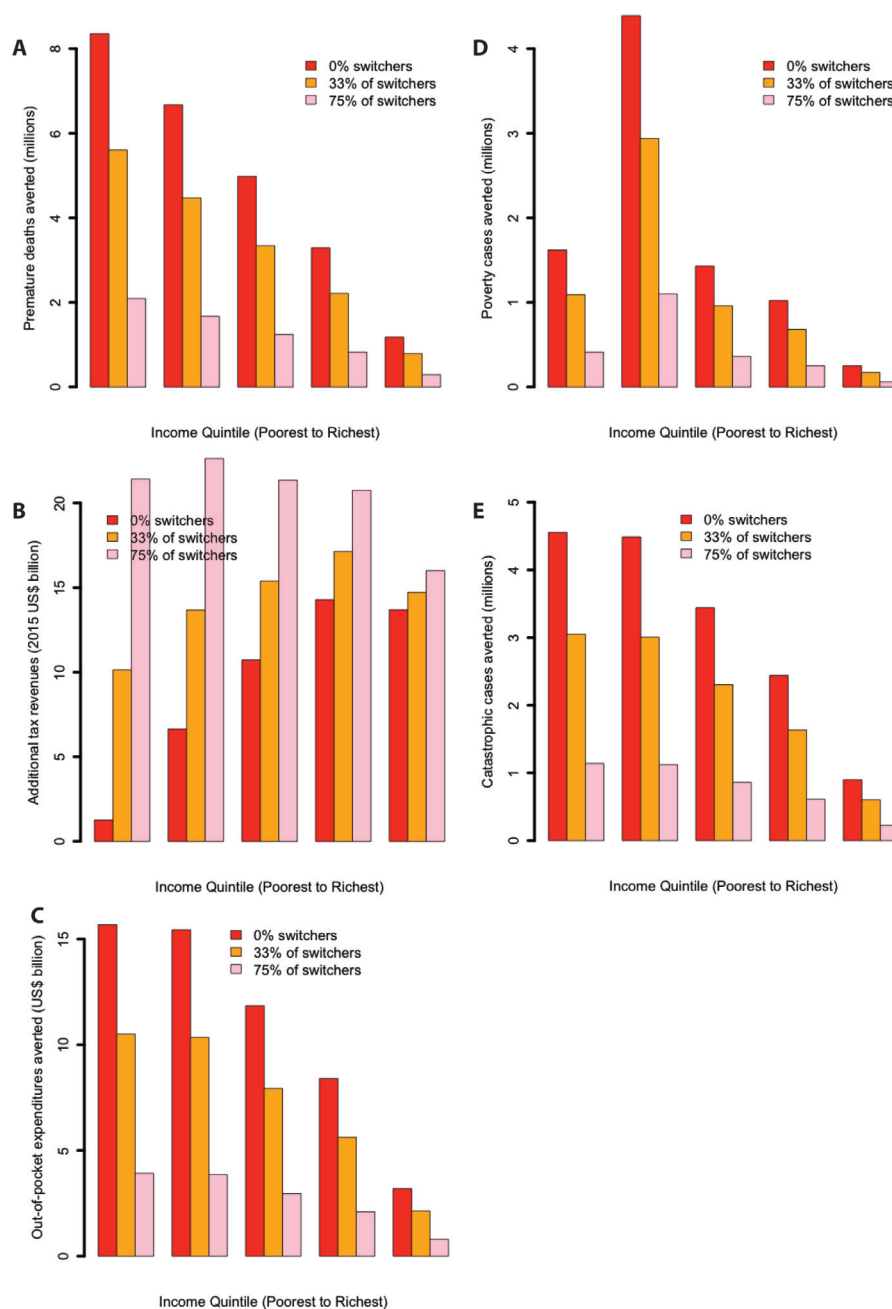 A
Premature deaths averted (millions)
8
6
4
2
0
0% switchers
33% of switchers
75% of switchers
Income Quintile (Poorest to Richest)
D
Poverty cases averted (millions)
4
3
2
1
0
0% switchers
33% of switchers
75% of switchers
Income Quintile (Poorest to Richest)
B
Additional tax revenues (2015 US$ billion)
20
15
10
5
0
0% switchers
33% of switchers
75% of switchers
Income Quintile (Poorest to Richest)
E
Catastrophic cases averted (millions)
5
4
3
2
1
0
0% switchers
33% of switchers
75% of switchers
Income Quintile (Poorest to Richest)
C
Out-of-pocket expenditures averted (US$ billion)
15
10
5
0
0% switchers
33% of switchers
75% of switchers
Income Quintile (Poorest to Richest)